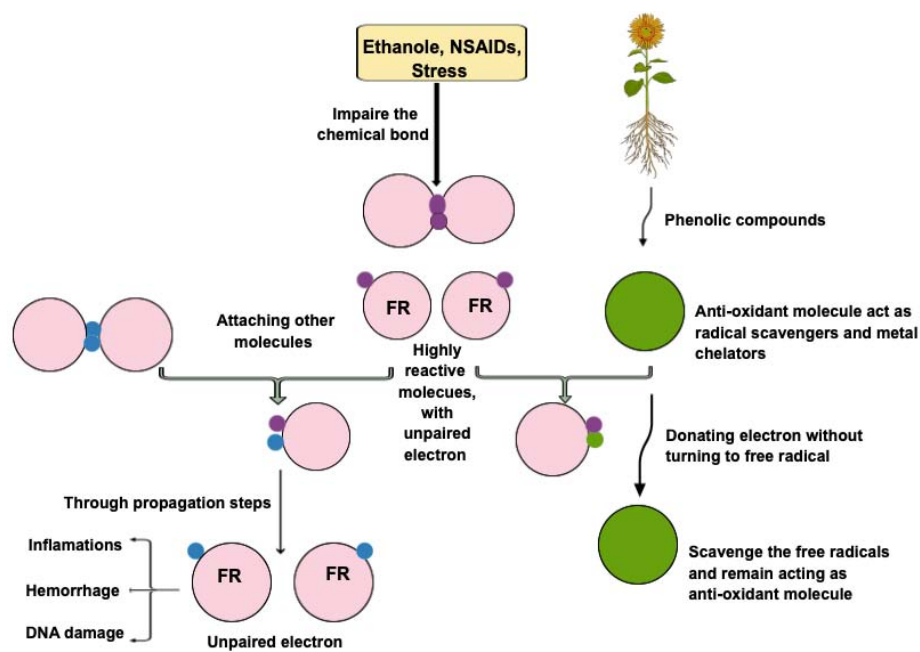 Ethanole, NSAIDs,
Stress
Impaire the
chemical bond
Phenolic compounds
FR
FR
Attaching other
molecules
Anti-oxidant molecule act as
radical scavengers and metal
chelators
Highly
reactive
molecues,
with
unpaired
electron
Donating electron without
turning to free radical
Through propagation steps
Inflamations
Hemorrhage
DNA damage
FR
FR
Unpaired electron
Scavenge the free radicals
and remain acting as
anti-oxidant molecule